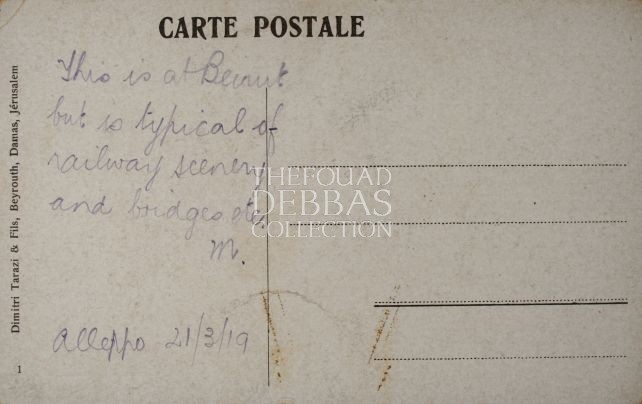 CARTE POSTALE
This is at Beirut
but is typical of
railway scenery
and bridges etc.
M.
Alleppo 21/3/19
Dimitri Tarazi & Fils, Beyrouth, Damas, Jérusalem
1
THE FOUAD
DEBBAS
COLLECTION